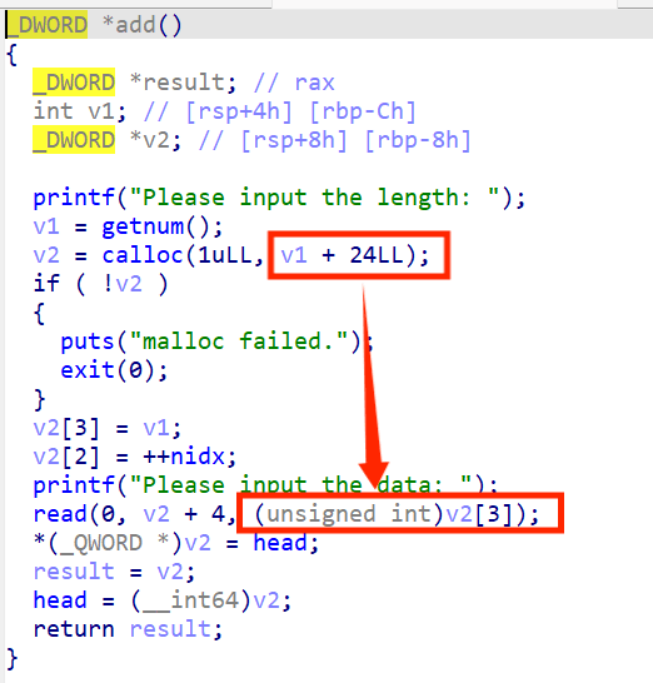 _DWORD *add()
{
  _DWORD *result; // rax
  int v1; // [rsp+4h] [rbp-Ch]
  _DWORD *v2; // [rsp+8h] [rbp-8h]

  printf("Please input the length: ");
  v1 = getnum();
  v2 = calloc(1uLL, v1 + 24LL);
  if ( !v2 )
  {
    puts("malloc failed.");
    exit(0);
  }
  v2[3] = v1;
  v2[2] = ++nidx;
  printf("Please input the data: ");
  read(0, v2 + 4, (unsigned int)v2[3]);
  *(_QWORD *)v2 = head;
  result = v2;
  head = (__int64)v2;
  return result;
}